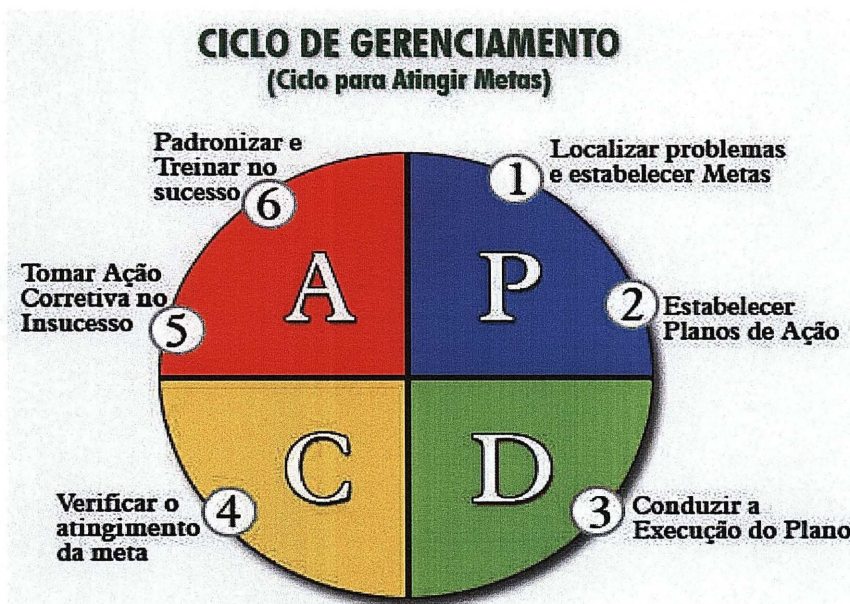 CICLO DE GERENCIAMENTO
(Ciclo para Atingir Metas)
Padronizar e
Treinar no
sucesso
6
1
Localizar problemas
e estabelecer Metas
A
P
Tomar Ação
Corretiva no
Insucesso
5
2
Estabelecer
Planos de Ação
C
D
Verificar o
atingimento
da meta
4
3
Conduzir a
Execução do Plano